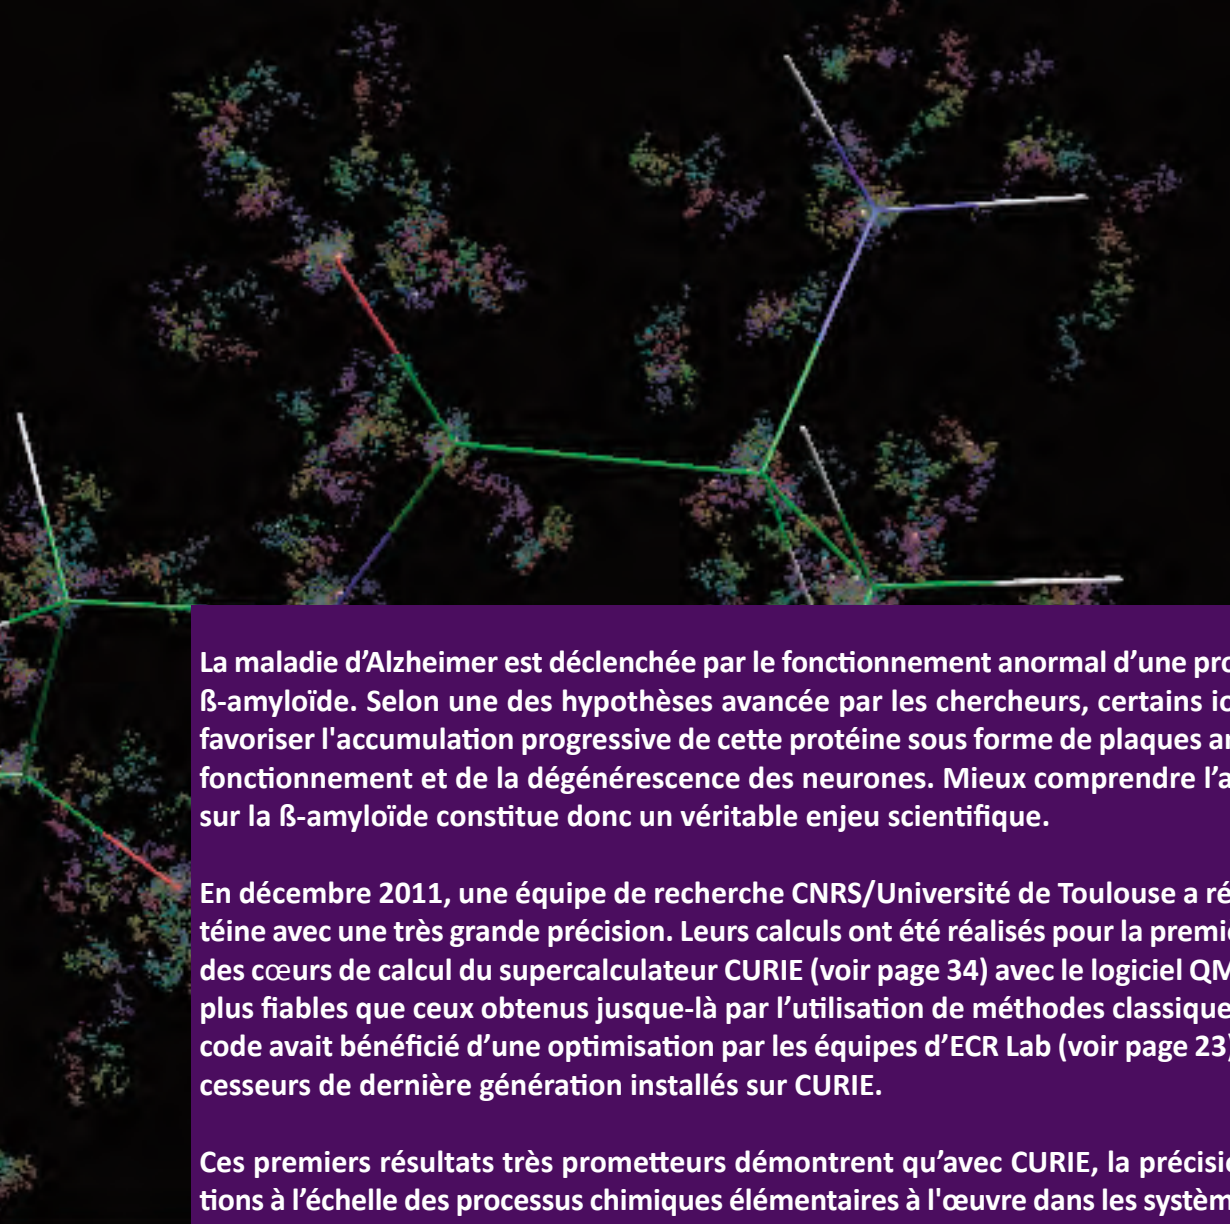 La maladie d’Alzheimer est déclenchée par le fonctionnement anormal d’une pro
ß-amyloïde. Selon une des hypothèses avancée par les chercheurs, certains io
favoriser l'accumulation progressive de cette protéine sous forme de plaques a
fonctionnement et de la dégénérescence des neurones. Mieux comprendre l’a
sur la ß-amyloïde constitue donc un véritable enjeu scientifique.
En décembre 2011, une équipe de recherche CNRS/Université de Toulouse a ré
téine avec une très grande précision. Leurs calculs ont été réalisés pour la premi
des cœurs de calcul du supercalculateur CURIE (voir page 34) avec le logiciel QM
plus fiables que ceux obtenus jusque-là par l’utilisation de méthodes classique
code avait bénéficié d’une optimisation par les équipes d’ECR Lab (voir page 23)
cesseurs de dernière génération installés sur CURIE.
Ces premiers résultats très prometteurs démontrent qu’avec CURIE, la précisi
tions à l’échelle des processus chimiques élémentaires à l'œuvre dans les systèm